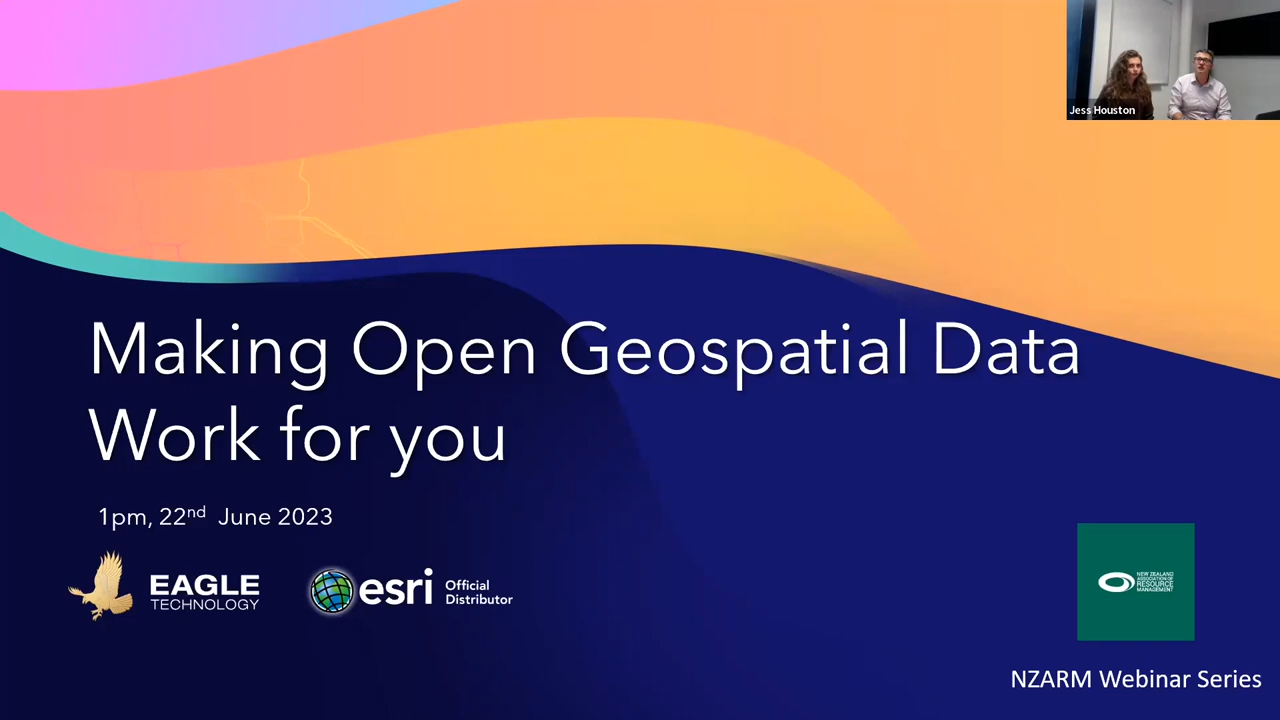 Jess Houston
Making Open Geospatial Data
Work for you
1pm, 22nd June 2023
EAGLE
TECHNOLOGY
esri
Official
Distributor
NEW ZEALAND
ASSOCIATION OF
RESOURCE
MANAGEMENT
NZARM Webinar Series